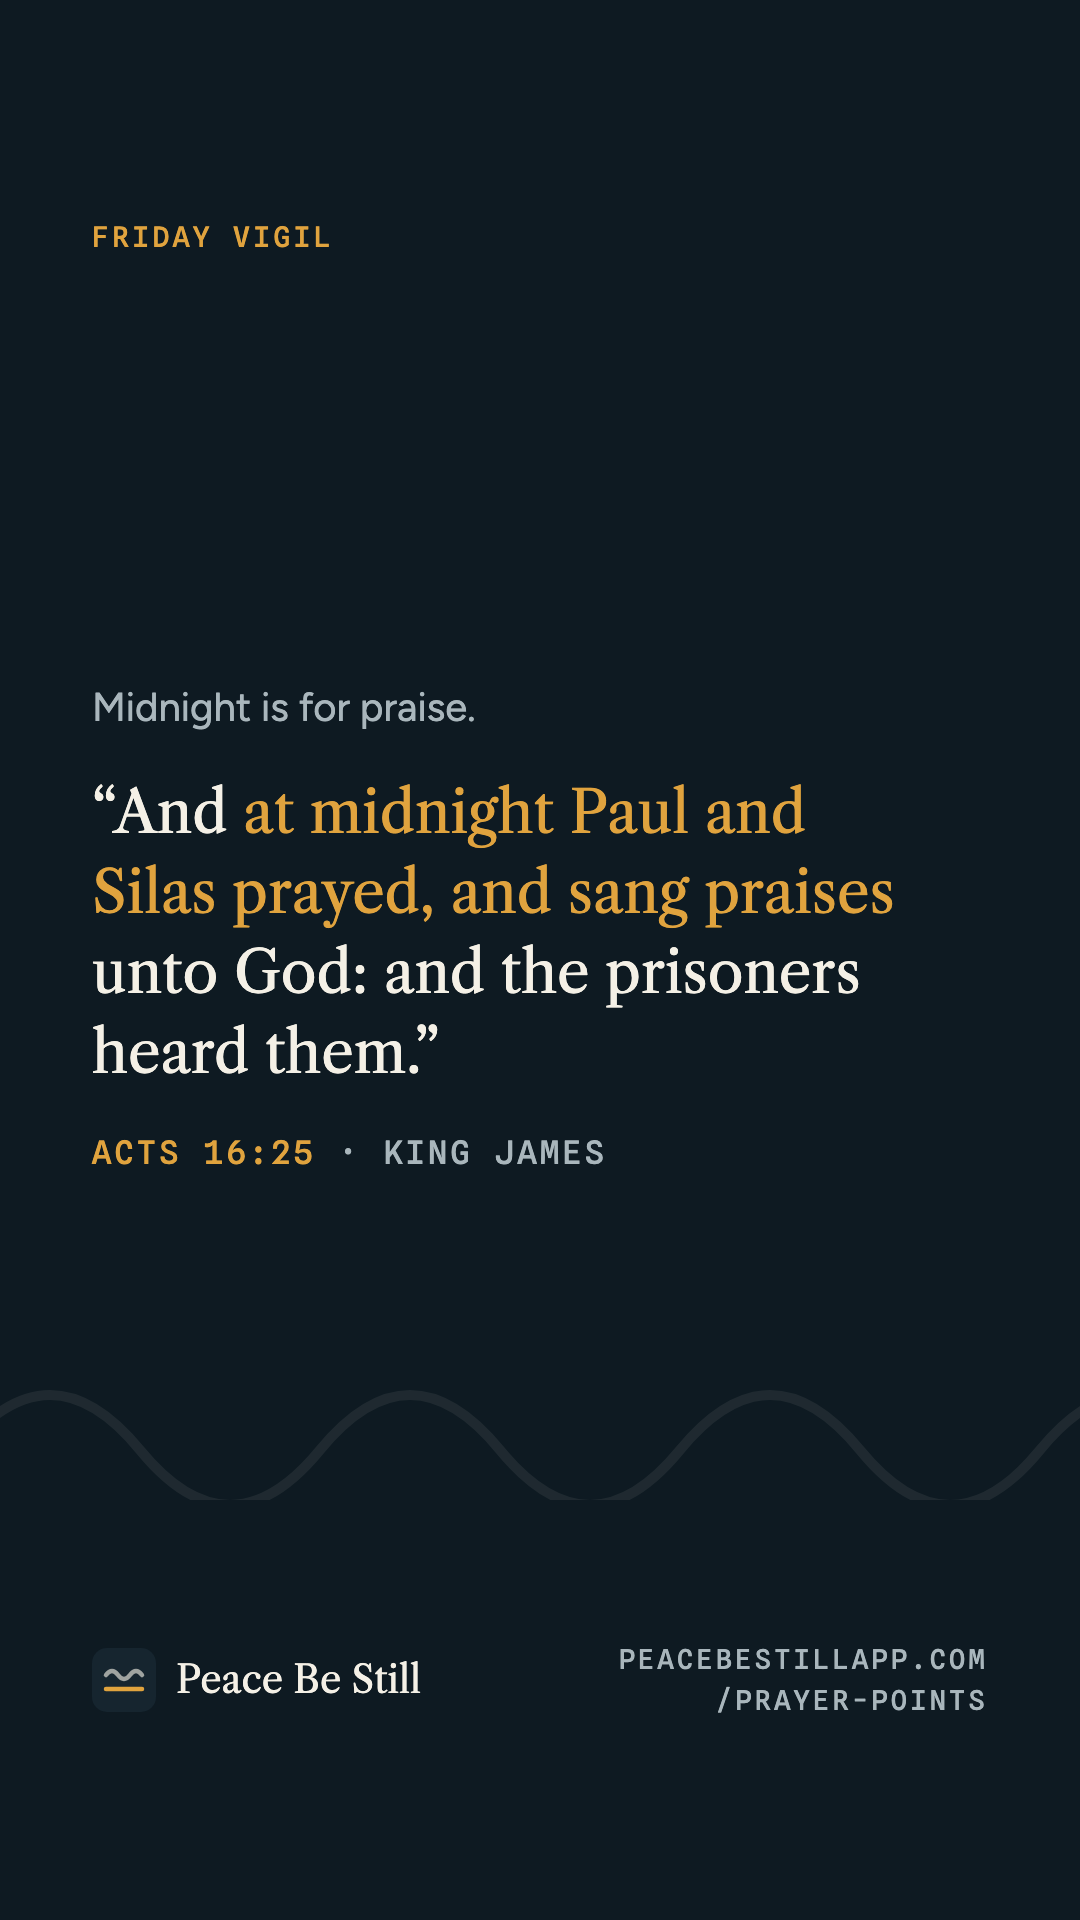 FRIDAY VIGIL
Midnight is for praise.
“And at midnight Paul and
Silas prayed, and sang praises
unto God: and the prisoners
heard them.”
ACTS 16:25 · KING JAMES
Peace Be Still
PEACEBESTILLAPP.COM
/PRAYER-POINTS